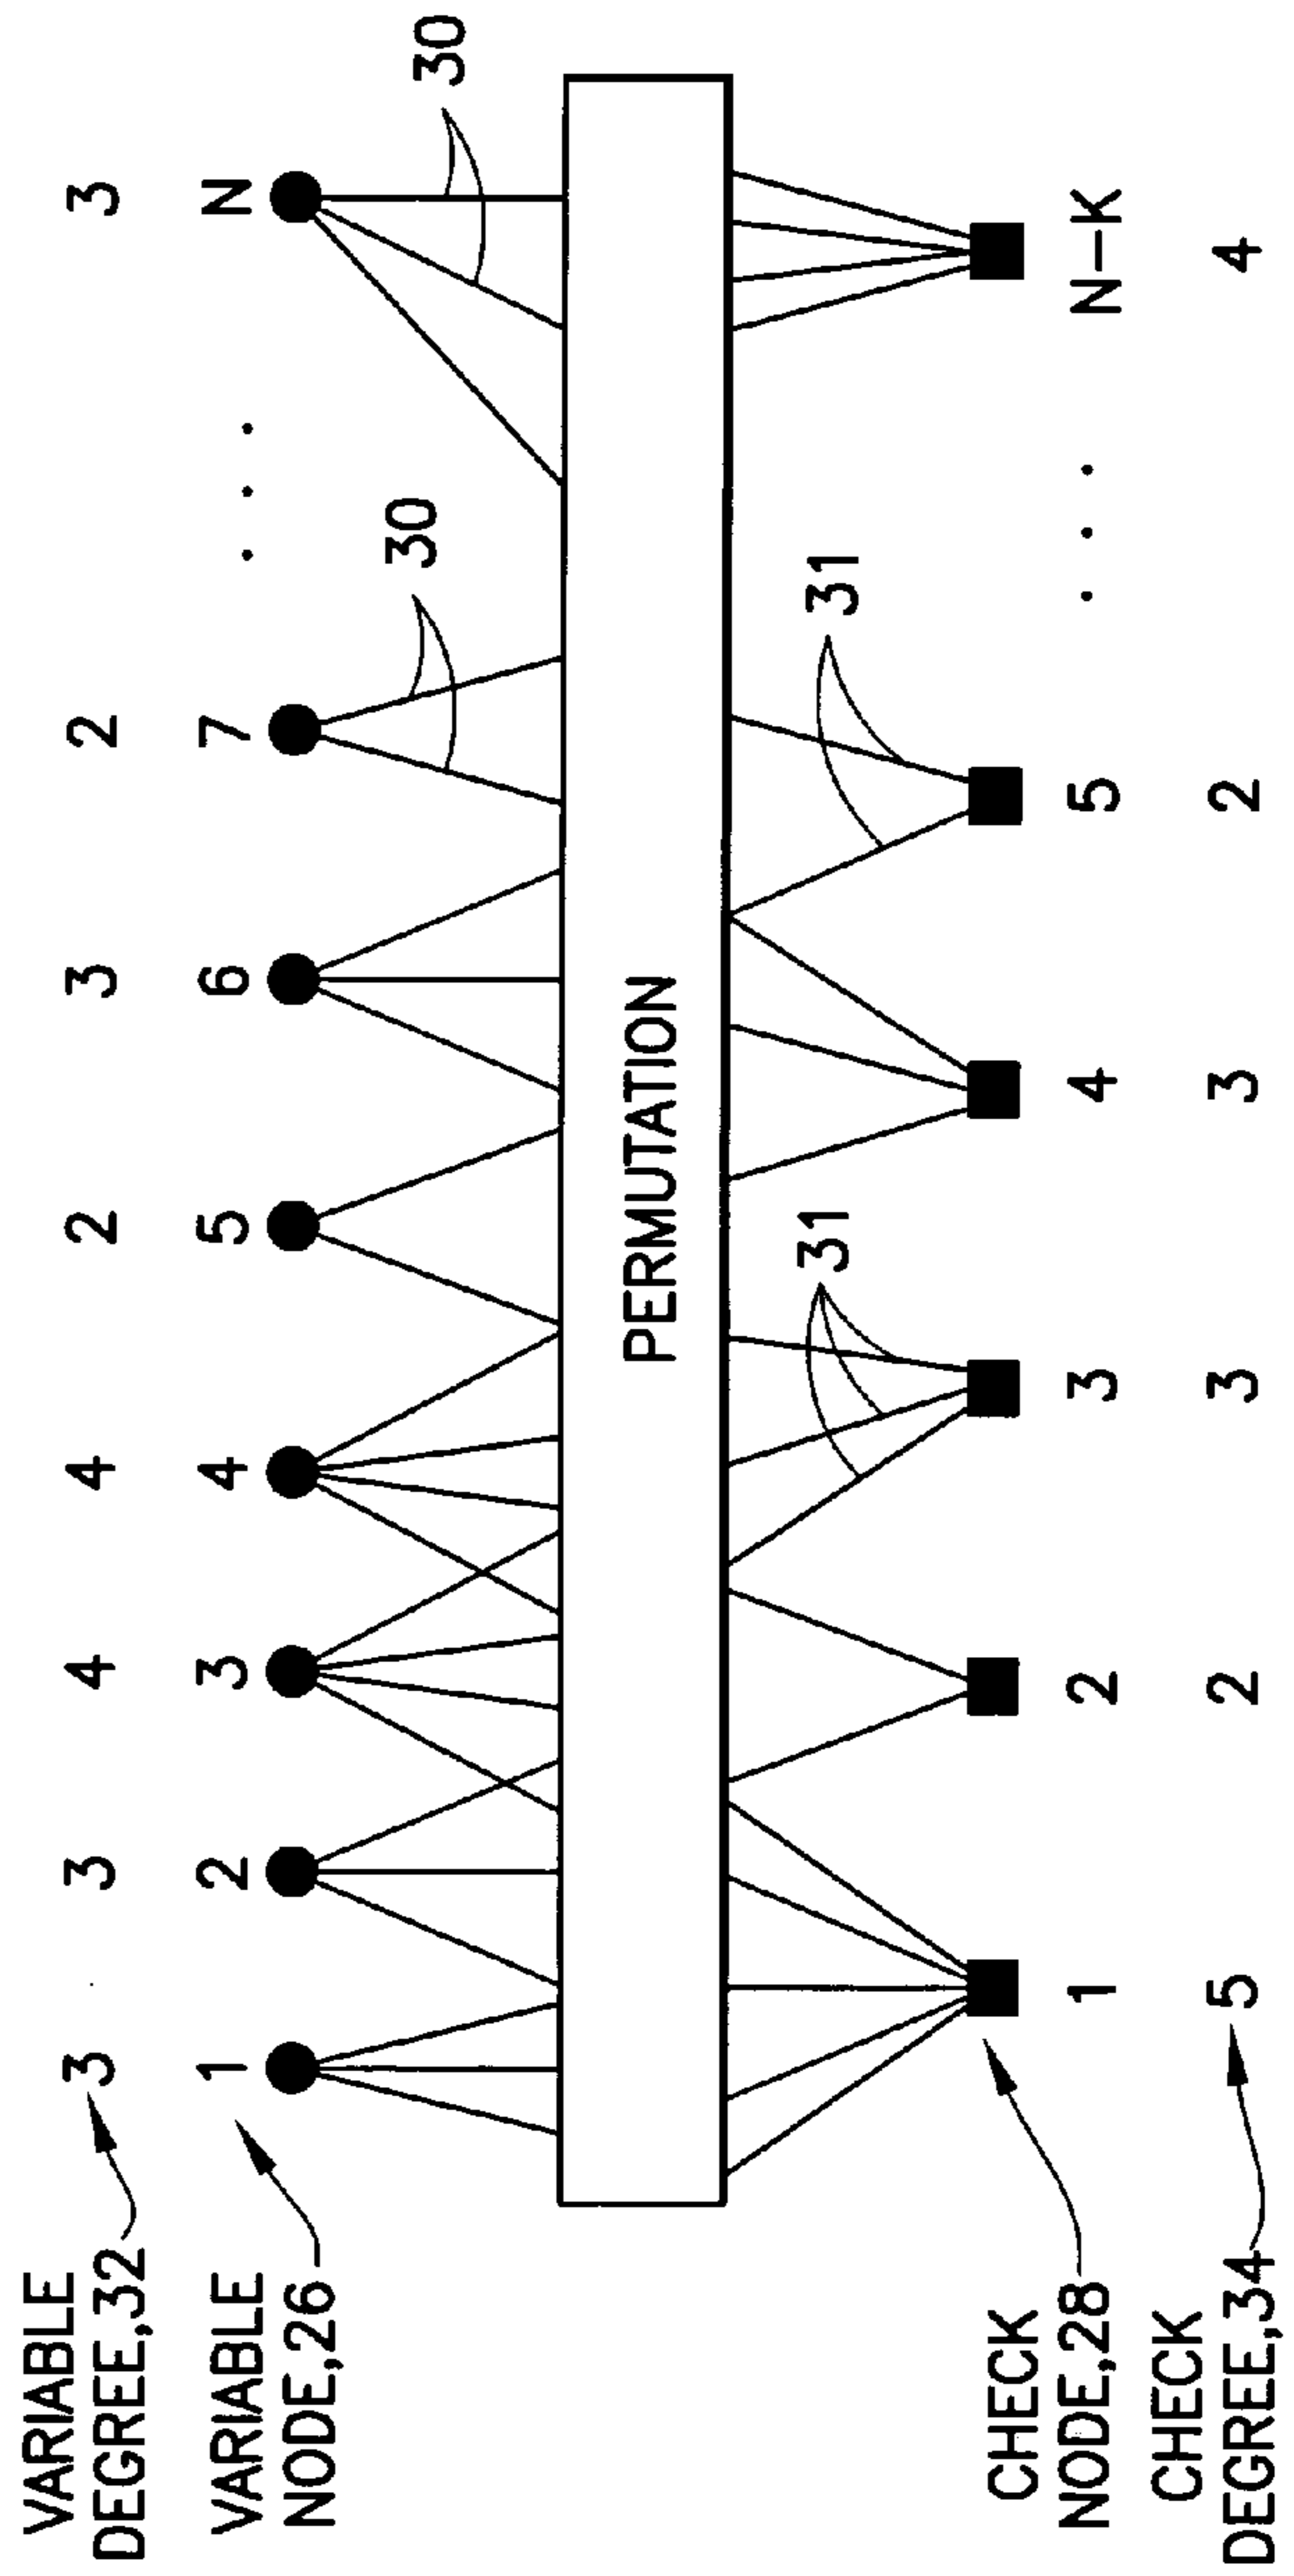 VARIABLE DEGREE,32
3 3 4 4 2 3 2 3
VARIABLE NODE,26
1 2 3 4 5 6 7 . . . N
30 30
PERMUTATION
31 31
CHECK NODE,28
1 2 3 4 5 . . . N-K
CHECK DEGREE,34
5 2 3 3 2 4